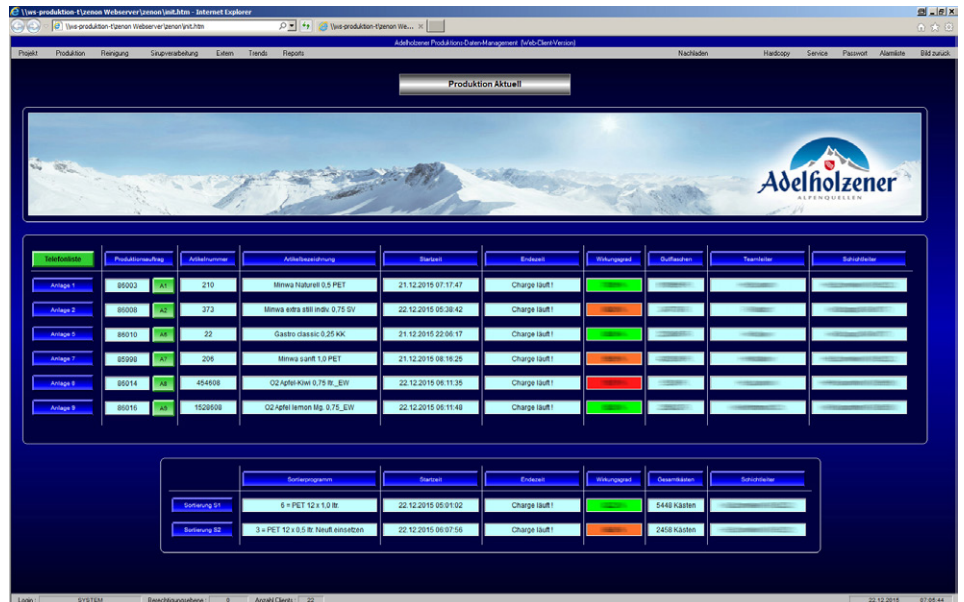 \\ws-produktion-t\zenon Webserver\zenon\init.htm - Internet Explorer
\\ws-produktion-t\zenon Webserver\zenon\init.htm
\\ws-produktion-t\zenon We...
Adelholzener Produktions-Daten-Management (Web-Client-Version)
Projekt Produktion Reinigung Sirupverarbeitung Extern Trends Reports Nachladen Hardcopy Service Passwort Alarmliste Bild zurück
Produktion Aktuell
Adelholzener
ALPENQUELLEN
Telefonliste Produktionsauftrag Artikelnummer Artikelbezeichnung Startzeit Endezeit Wirkungsgrad Gutflaschen Teamleiter Schichtleiter
Anlage 1 86003 A1 210 Minwa Naturell 0,5 PET 21.12.2015 07:17:47 Charge läuft !
Anlage 2 86008 A2 373 Minwa extra still indiv. 0,75 SV 22.12.2015 05:38:42 Charge läuft !
Anlage 5 86010 22 Gastro classic 0,25 KK 21.12.2015 22:06:17 Charge läuft !
Anlage 7 85998 A7 206 Minwa sanft 1,0 PET 21.12.2015 08:16:25 Charge läuft !
Anlage 8 86014 A8 454608 O2 Apfel-Kiwi 0,75 ltr._EW 22.12.2015 06:11:35 Charge läuft !
Anlage 9 86016 1528608 O2 Apfel lemon Mg. 0,75_EW 22.12.2015 06:11:48 Charge läuft !
Sortierprogramm Startzeit Endezeit Wirkungsgrad Gesamtkästen Schichtleiter
Sortierung S1 6 = PET 12 x 1,0 ltr. 22.12.2015 05:01:02 Charge läuft ! 5448 Kästen
Sortierung S2 3 = PET 12 x 0,5 ltr. Neufl.einsetzen 22.12.2015 06:07:56 Charge läuft ! 2458 Kästen
Login : SYSTEM Berechtigungsebene : 0 Anzahl Clients : 22 22.12.2015 07:05:44